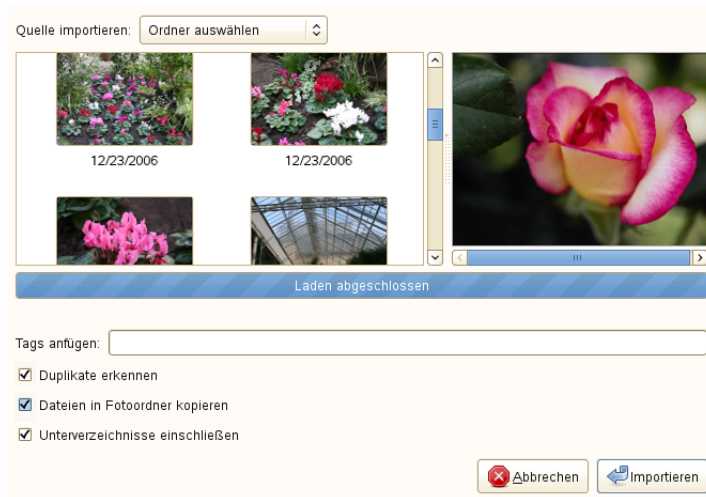 Quelle importieren: Ordner auswählen
12/23/2006 12/23/2006
Laden abgeschlossen
Tags anfügen:
Duplikate erkennen
Dateien in Fotoordner kopieren
Unterverzeichnisse einschließen
Abbrechen Importieren